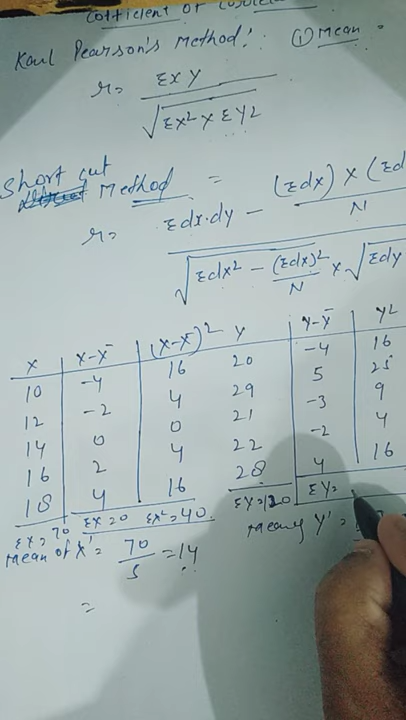 Cofficient of
Karl Pearson's Method: ① Mean
r = Σxy
√Σx² × Σy²
Short cut
Method =
r = Σdx.dy - (Σdx) × (Σd
N
√Σdx² - (Σdx)² × √Σdy
N
x | x-x̄ | (x-x̄)² | y | y-ȳ | y²
10 | -4 | 16 | 20 | -4 | 16
12 | -2 | 4 | 29 | 5 | 25
14 | 0 | 0 | 21 | -3 | 9
16 | 2 | 4 | 22 | -2 | 4
18 | 4 | 16 | 28 | 4 | 16
Σx=70 Σx=0 Σx²=40 Σy=120 Σy=
Mean of x' = 70 = 14
5
Mean y' =
=